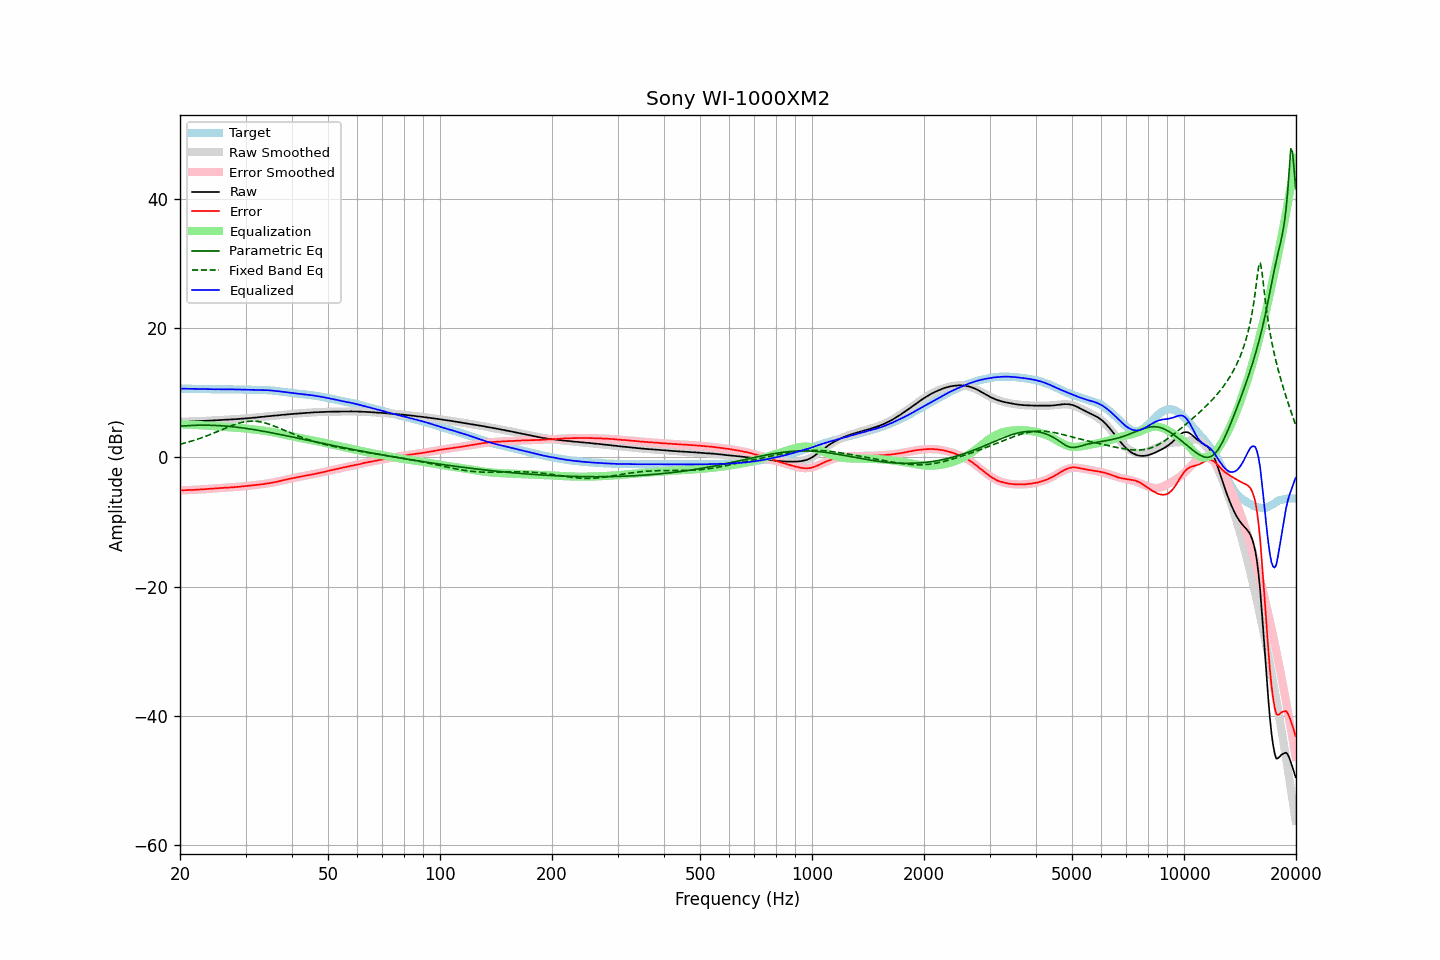 Sony WI-1000XM2
Target
Raw Smoothed
Error Smoothed
Raw
Error
Equalization
Parametric Eq
Fixed Band Eq
Equalized
Amplitude (dBr)
40
20
0
−20
−40
−60
20 50 100 200 500 1000 2000 5000 10000 20000
Frequency (Hz)